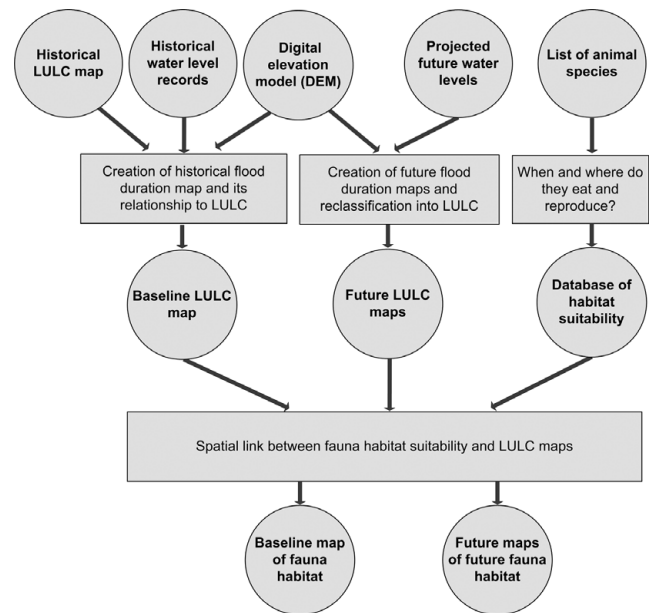 Historical
LULC map
Historical
water level
records
Digital
elevation
model (DEM)
Projected
future water
levels
List of animal
species
Creation of historical flood
duration map and its
relationship to LULC
Creation of future flood
duration maps and
reclassification into LULC
When and where do
they eat and
reproduce?
Baseline LULC
map
Future LULC
maps
Database of
habitat
suitability
Spatial link between fauna habitat suitability and LULC maps
Baseline map
of fauna
habitat
Future maps
of future fauna
habitat